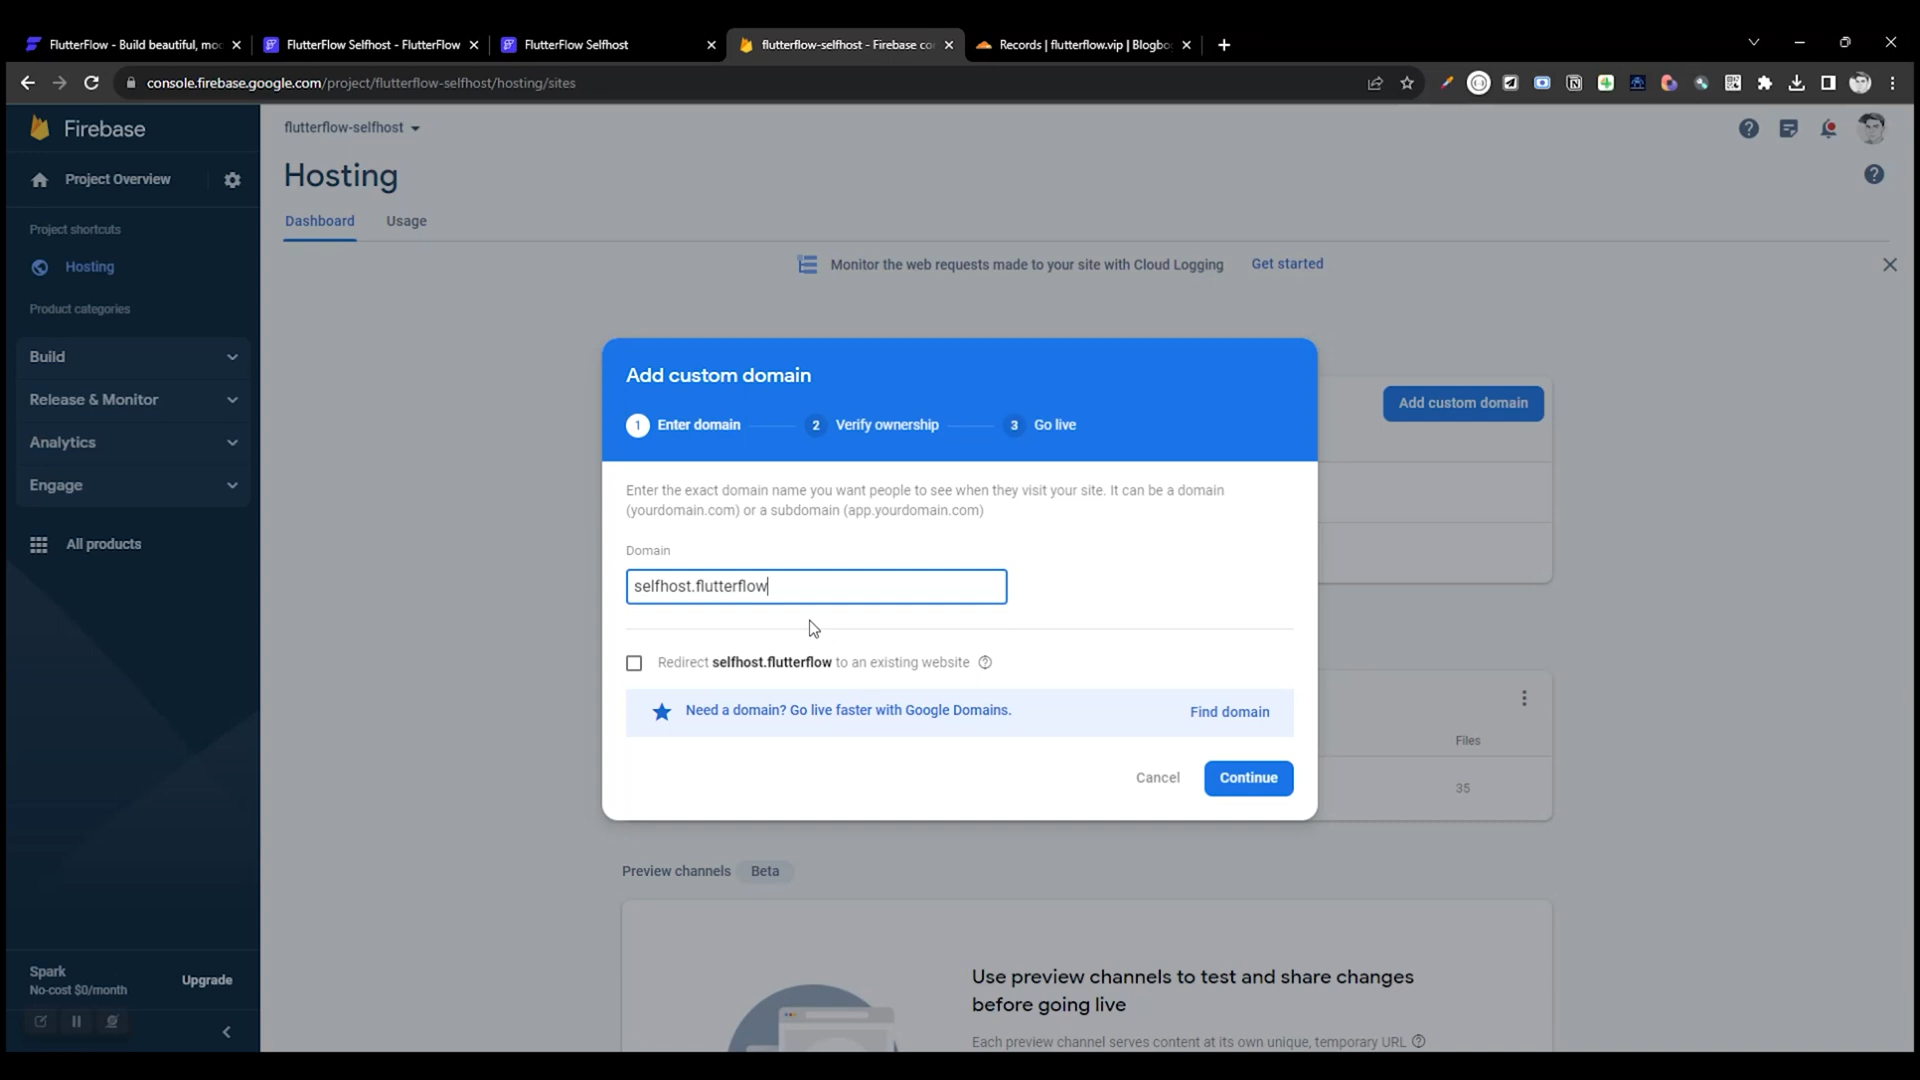 FlutterFlow - Build beautiful, mo
FlutterFlow Selfhost - FlutterFlow
FlutterFlow Selfhost
flutterflow-selfhost - Firebase co
Records | flutterflow.vip | Blogbo
console.firebase.google.com/project/flutterflow-selfhost/hosting/sites
Firebase
flutterflow-selfhost
Project Overview
Hosting
Project shortcuts
Dashboard
Usage
Hosting
Monitor the web requests made to your site with Cloud Logging
Get started
Product categories
Build
Release & Monitor
Analytics
Engage
All products
Add custom domain
Add custom domain
1 Enter domain
2 Verify ownership
3 Go live
Enter the exact domain name you want people to see when they visit your site. It can be a domain
(yourdomain.com) or a subdomain (app.yourdomain.com)
Domain
selfhost.flutterflow
Redirect selfhost.flutterflow to an existing website
Need a domain? Go live faster with Google Domains.
Find domain
Files
Cancel
Continue
35
Preview channels
Beta
Use preview channels to test and share changes
before going live
Each preview channel serves content at its own unique, temporary URL
Spark
No-cost $0/month
Upgrade